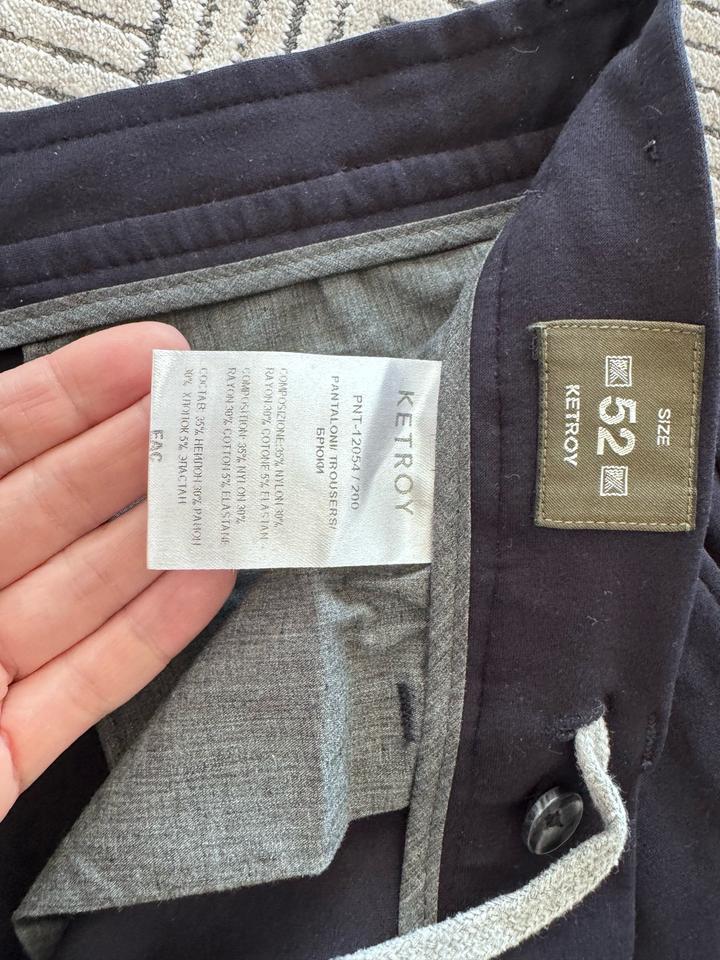 KETROY
PNT-12054 / 200
PANTALONI/ TROUSERS/
БРЮКИ
COMPOSIZIONE: 35% NYLON 30%
RAYON 30% COTONE 5% ELASTAN
COMPOSITION: 35% NYLON 30%
RAYON 30% COTTON 5% ELASTANE
СОСТАВ: 35% НЕЙЛОН 30% РАЙОН
30% ХЛОПОК 5% ЭЛАСТАН
EAC
SIZE
52
KETROY